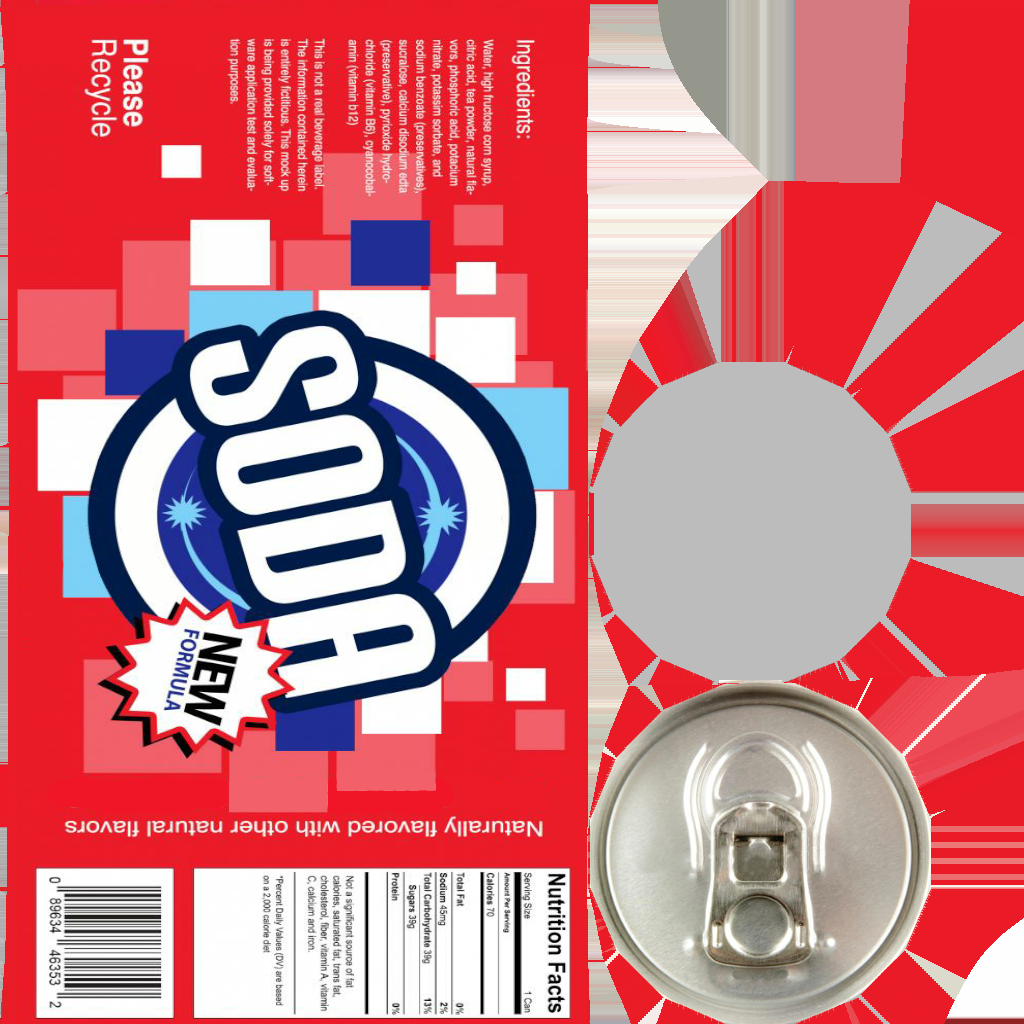 Please
Recycle
Ingredients:
Water, high fructose corn syrup,
citric acid, tea powder, natural fla-
vors, phosphoric acid, potacium
nitrate, potassim sorbate, and
sodium benzoate (preservatives),
sucralose, calcium disodium edta
(preservative), pyrioxide hydro-
chloride (vitamin B6), cyanocobal-
amin (vitamin b12)
This is not a real beverage label.
The information contained herein
is entirely fictitious. This mock up
is being provided solely for soft-
ware application test and evalua-
tion purposes.
SODA
NEW
FORMULA
Naturally flavored with other natural flavors
Nutrition Facts
Serving Size 1 Can
Amount Per Serving
Calories 70
Total Fat 0%
Sodium 45mg 2%
Total Carbohydrate 39g 13%
Sugars 39g
Protein 0%
Not a significant source of fat
calories, saturated fat, trans fat,
cholesterol, fiber, vitamin A, vitamin
C, calcium and iron.
*Percent Daily Values (DV) are based
on a 2,000 calorie diet
0 89634 46353 2